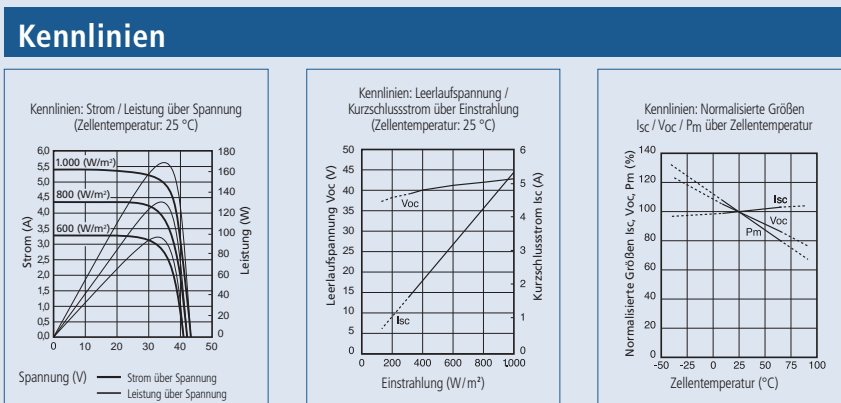 Kennlinien
Kennlinien: Strom / Leistung über Spannung
(Zellentemperatur: 25 °C)
6,0
5,5
5,0
4,5
4,0
3,5
3,0
2,5
2,0
1,5
1,0
0,5
0,0
Strom (A)
1.000 (W/m²)
800 (W/m²)
600 (W/m²)
180
160
140
120
100
80
60
40
20
0
Leistung (W)
0 10 20 30 40 50
Spannung (V)
Strom über Spannung
Leistung über Spannung
Kennlinien: Leerlaufspannung /
Kurzschlussstrom über Einstrahlung
(Zellentemperatur: 25 °C)
50
45
40
35
30
25
20
15
10
5
0
Leerlaufspannung Voc (V)
Voc
Isc
6
5
4
3
2
1
0
Kurzschlussstrom Isc (A)
0 200 400 600 800 1.000
Einstrahlung (W/m²)
Kennlinien: Normalisierte Größen
Isc / Voc / Pm über Zellentemperatur
140
120
100
80
60
40
20
0
Normalisierte Größen Isc, Voc, Pm (%)
Isc
Voc
Pm
-50 -25 0 25 50 75 100
Zellentemperatur (°C)